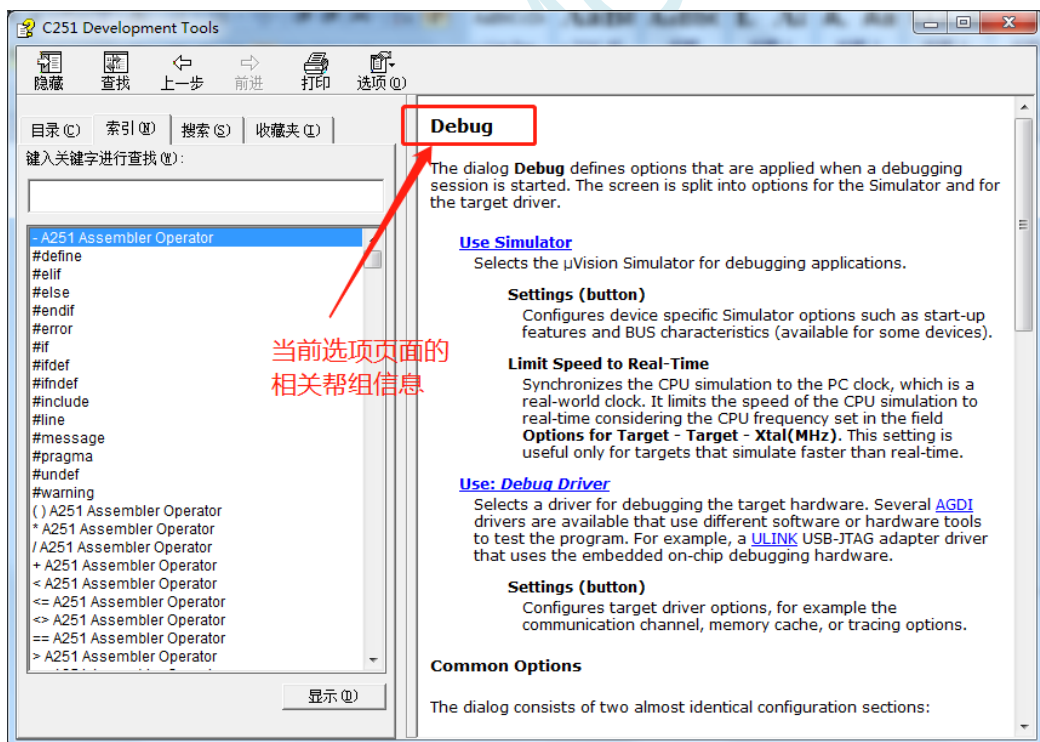 C251 Development Tools
隐藏 查找 上一步 前进 打印 选项(O)
目录(C) 索引(N) 搜索(S) 收藏夹(I)
键入关键字进行查找(W):
- A251 Assembler Operator
#define
#elif
#else
#endif
#error
#if
#ifdef
#ifndef
#include
#line
#message
#pragma
#undef
#warning
( ) A251 Assembler Operator
* A251 Assembler Operator
/ A251 Assembler Operator
+ A251 Assembler Operator
< A251 Assembler Operator
<= A251 Assembler Operator
<> A251 Assembler Operator
== A251 Assembler Operator
> A251 Assembler Operator
显示(D)
当前选项页面的
相关帮组信息
Debug
The dialog Debug defines options that are applied when a debugging
session is started. The screen is split into options for the Simulator and for
the target driver.
Use Simulator
Selects the µVision Simulator for debugging applications.
Settings (button)
Configures device specific Simulator options such as start-up
features and BUS characteristics (available for some devices).
Limit Speed to Real-Time
Synchronizes the CPU simulation to the PC clock, which is a
real-world clock. It limits the speed of the CPU simulation to
real-time considering the CPU frequency set in the field
Options for Target - Target - Xtal(MHz). This setting is
useful only for targets that simulate faster than real-time.
Use: Debug Driver
Selects a driver for debugging the target hardware. Several AGDI
drivers are available that use different software or hardware tools
to test the program. For example, a ULINK USB-JTAG adapter driver
that uses the embedded on-chip debugging hardware.
Settings (button)
Configures target driver options, for example the
communication channel, memory cache, or tracing options.
Common Options
The dialog consists of two almost identical configuration sections: